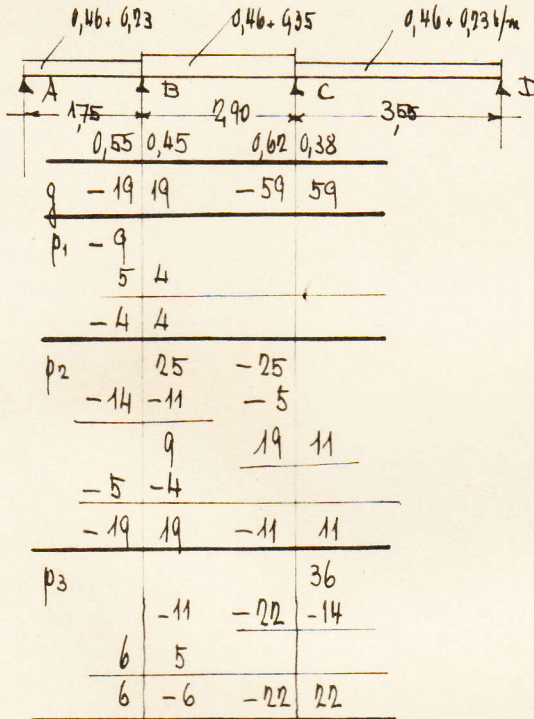 0,46 + 0,23 0,46 + 0,35 0,46 + 0,23 t/m
A B C D
1,75 2,90 3,55
0,55 0,45 0,62 0,38
g -19 19 -59 59
p1 -9
5 4
-4 4
p2 25 -25
-14 -11 -5
9 19 11
-5 -4
-19 19 -11 11
p3 36
-11 -22 -14
6 5
6 -6 -22 22